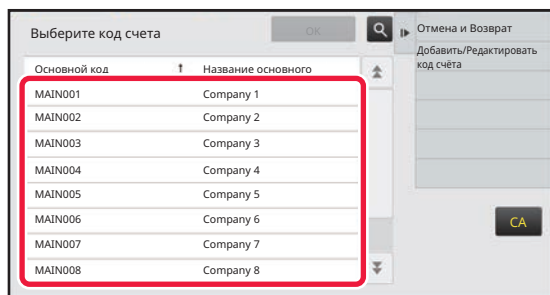 Выберите код счета
OK
Отмена и Возврат
Добавить/Редактировать
код счёта
Основной код ↑ Название основного
MAIN001 Company 1
MAIN002 Company 2
MAIN003 Company 3
MAIN004 Company 4
MAIN005 Company 5
MAIN006 Company 6
MAIN007 Company 7
MAIN008 Company 8
CA